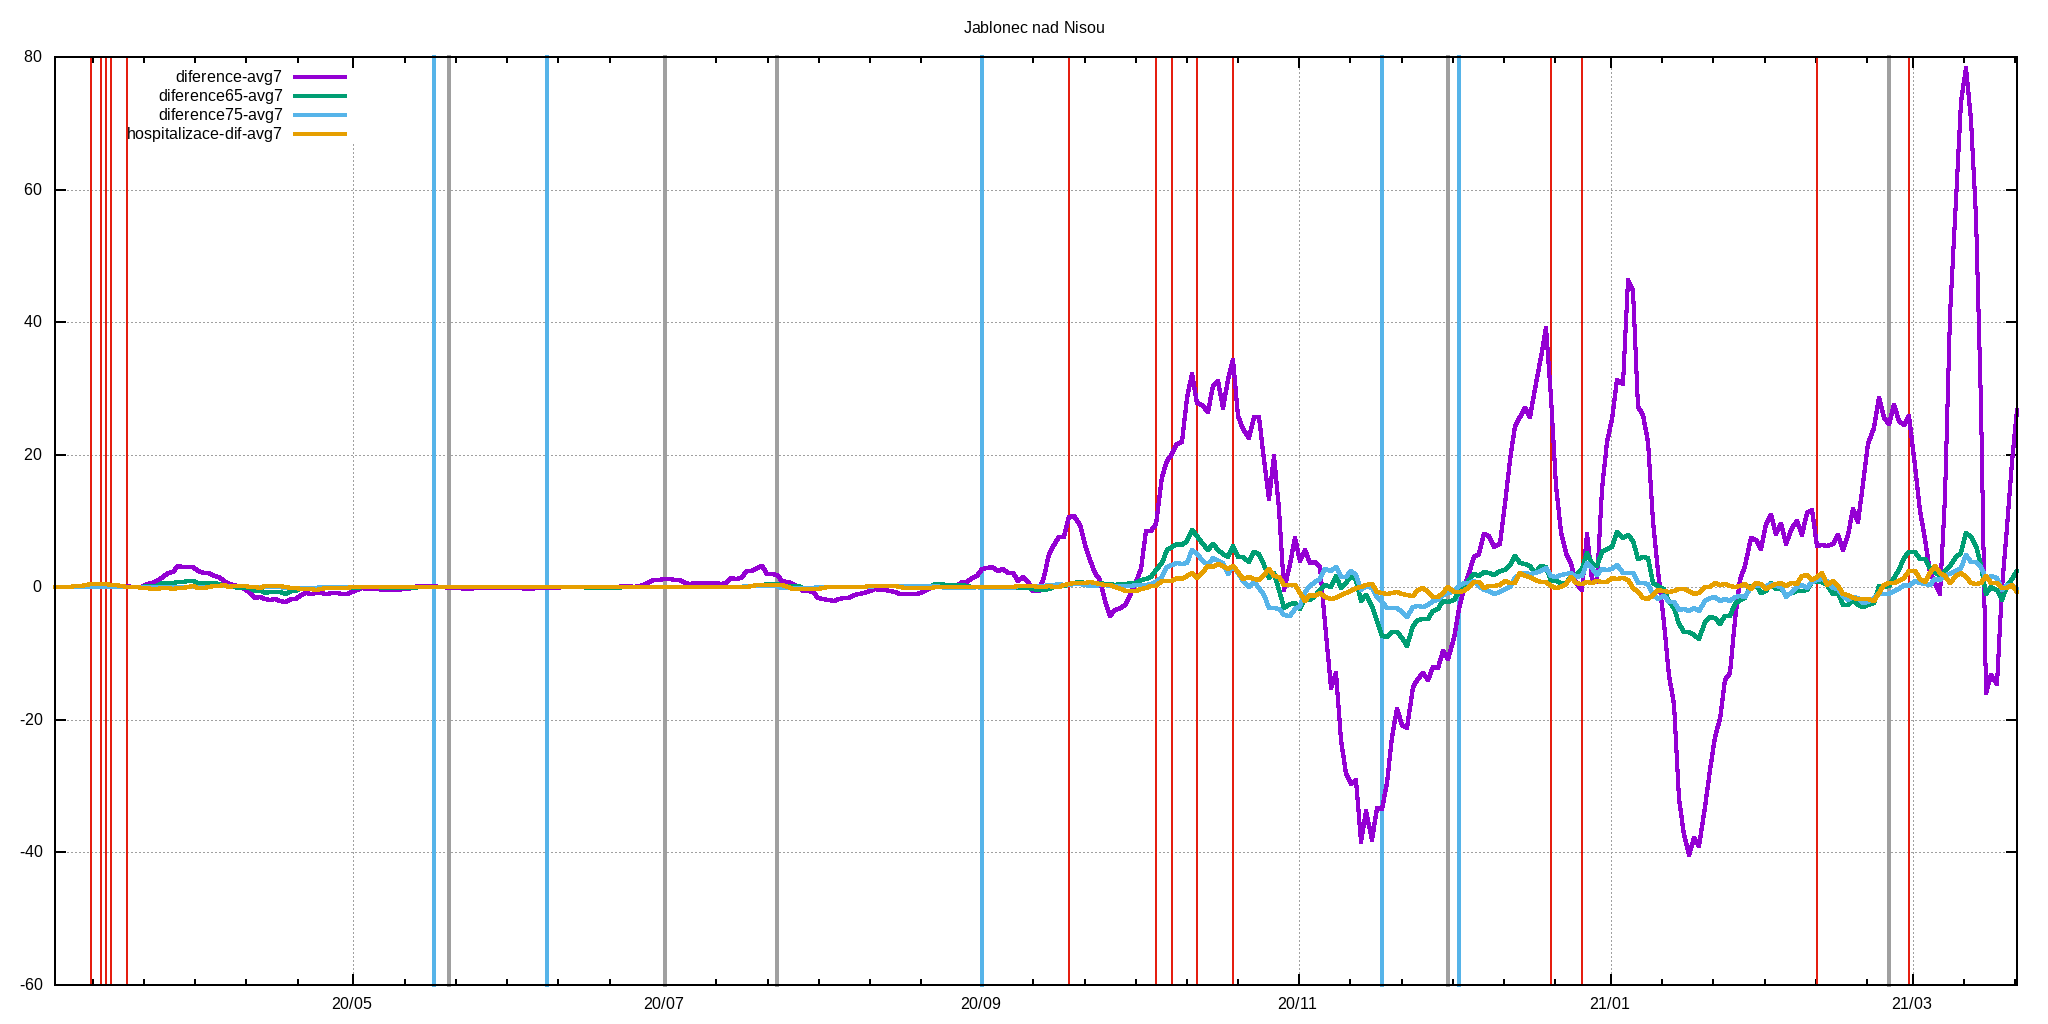 Jablonec nad Nisou
diference-avg7
diference65-avg7
diference75-avg7
hospitalizace-dif-avg7
80
60
40
20
0
-20
-40
-60
20/05 20/07 20/09 20/11 21/01 21/03